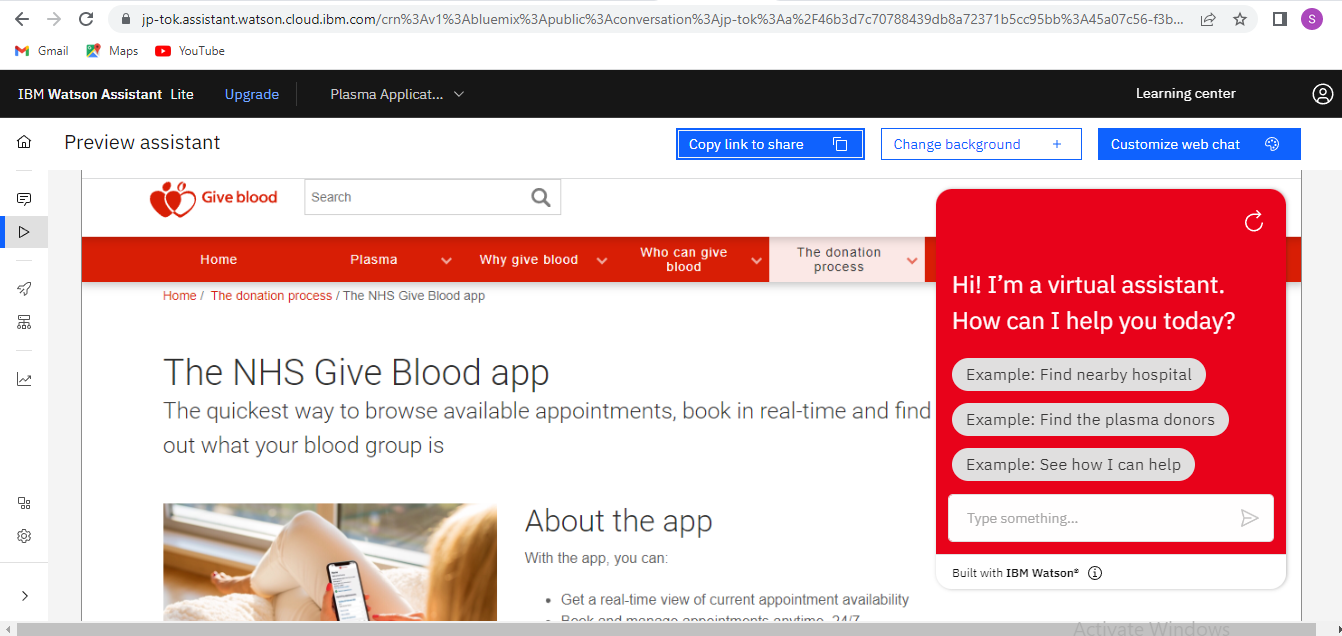 jp-tok.assistant.watson.cloud.ibm.com/crn%3Av1%3Abluemix%3Apublic%3Aconversation%3Ajp-tok%3Aa%2F46b3d7c70788439db8a72371b5cc95bb%3A45a07c56-f3b...
S
Gmail Maps YouTube
IBM Watson Assistant Lite Upgrade Plasma Applicat... Learning center
Preview assistant Copy link to share Change background + Customize web chat
Give blood Search
Home Plasma Why give blood Who can give blood The donation process
Home / The donation process / The NHS Give Blood app
The NHS Give Blood app
The quickest way to browse available appointments, book in real-time and find
out what your blood group is
About the app
With the app, you can:
• Get a real-time view of current appointment availability
• Book and manage appointments anytime, 24/7
Hi! I'm a virtual assistant.
How can I help you today?
Example: Find nearby hospital
Example: Find the plasma donors
Example: See how I can help
Type something...
Built with IBM Watson®
Activate Windows